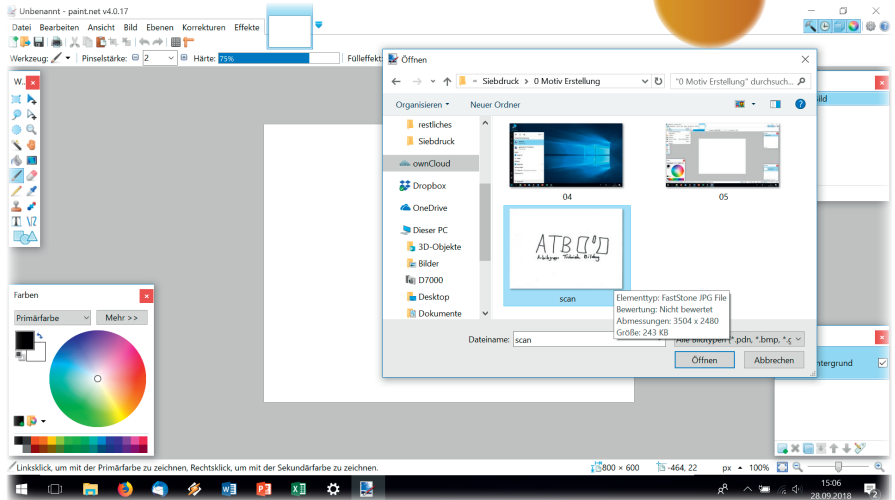 Unbenannt - paint.net v4.0.17
Datei Bearbeiten Ansicht Bild Ebenen Korrekturen Effekte
Werkzeug: Pinselstärke: 2 Härte: 75% Fülleffekt:
Öffnen
« Siebdruck > 0 Motiv Erstellung
"0 Motiv Erstellung" durchsuch...
Organisieren Neuer Ordner
restliches
Siebdruck
ownCloud
Dropbox
OneDrive
Dieser PC
3D-Objekte
Bilder
D7000
Desktop
Dokumente
04
05
ATB
Arbeitsgruppe Technische Bildung
scan
Elementtyp: FastStone JPG File
Bewertung: Nicht bewertet
Abmessungen: 3504 x 2480
Größe: 243 KB
Dateiname: scan
Alle Bildtypen (*.pdn, *.bmp, *.g
Öffnen Abbrechen
W..
Farben
Primärfarbe Mehr >>
Linksklick, um mit der Primärfarbe zu zeichnen, Rechtsklick, um mit der Sekundärfarbe zu zeichnen.
800 × 600 -464, 22 px 100%
15:06
28.09.2018